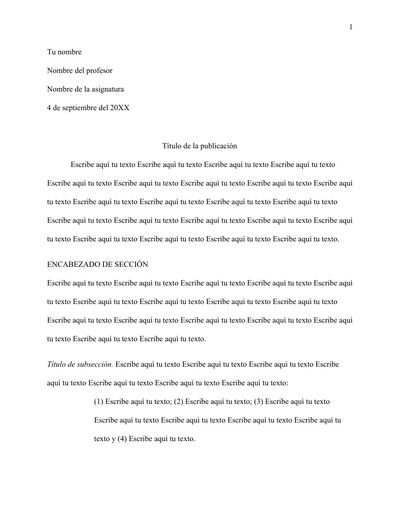 1
Tu nombre
Nombre del profesor
Nombre de la asignatura
4 de septiembre del 20XX
Título de la publicación
Escribe aquí tu texto Escribe aquí tu texto Escribe aquí tu texto Escribe aquí tu texto
Escribe aquí tu texto Escribe aquí tu texto Escribe aquí tu texto Escribe aquí tu texto Escribe aquí
tu texto Escribe aquí tu texto Escribe aquí tu texto Escribe aquí tu texto Escribe aquí tu texto
Escribe aquí tu texto Escribe aquí tu texto Escribe aquí tu texto Escribe aquí tu texto Escribe aquí
tu texto Escribe aquí tu texto Escribe aquí tu texto Escribe aquí tu texto Escribe aquí tu texto.
ENCABEZADO DE SECCIÓN
Escribe aquí tu texto Escribe aquí tu texto Escribe aquí tu texto Escribe aquí tu texto Escribe aquí
tu texto Escribe aquí tu texto Escribe aquí tu texto Escribe aquí tu texto Escribe aquí tu texto
Escribe aquí tu texto Escribe aquí tu texto Escribe aquí tu texto Escribe aquí tu texto Escribe aquí
tu texto Escribe aquí tu texto Escribe aquí tu texto.
Título de subsección. Escribe aquí tu texto Escribe aquí tu texto Escribe aquí tu texto Escribe
aquí tu texto Escribe aquí tu texto Escribe aquí tu texto Escribe aquí tu texto:
(1) Escribe aquí tu texto; (2) Escribe aquí tu texto; (3) Escribe aquí tu texto
Escribe aquí tu texto Escribe aquí tu texto Escribe aquí tu texto Escribe aquí tu
texto y (4) Escribe aquí tu texto.